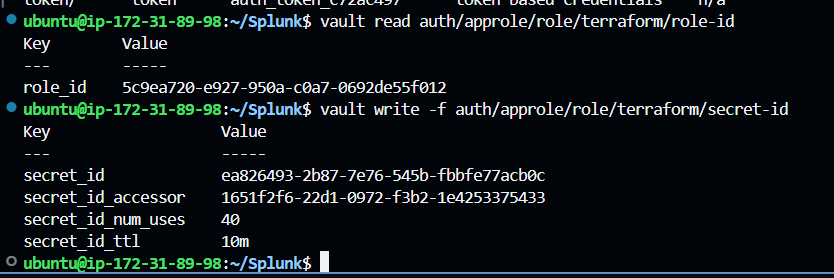 token/ token auth_token_c72ac497 token based credentials n/a
ubuntu@ip-172-31-89-98:~/Splunk$ vault read auth/approle/role/terraform/role-id
Key Value
--- -----
role_id 5c9ea720-e927-950a-c0a7-0692de55f012
ubuntu@ip-172-31-89-98:~/Splunk$ vault write -f auth/approle/role/terraform/secret-id
Key Value
--- -----
secret_id ea826493-2b87-7e76-545b-fbbfe77acb0c
secret_id_accessor 1651f2f6-22d1-0972-f3b2-1e4253375433
secret_id_num_uses 40
secret_id_ttl 10m
ubuntu@ip-172-31-89-98:~/Splunk$